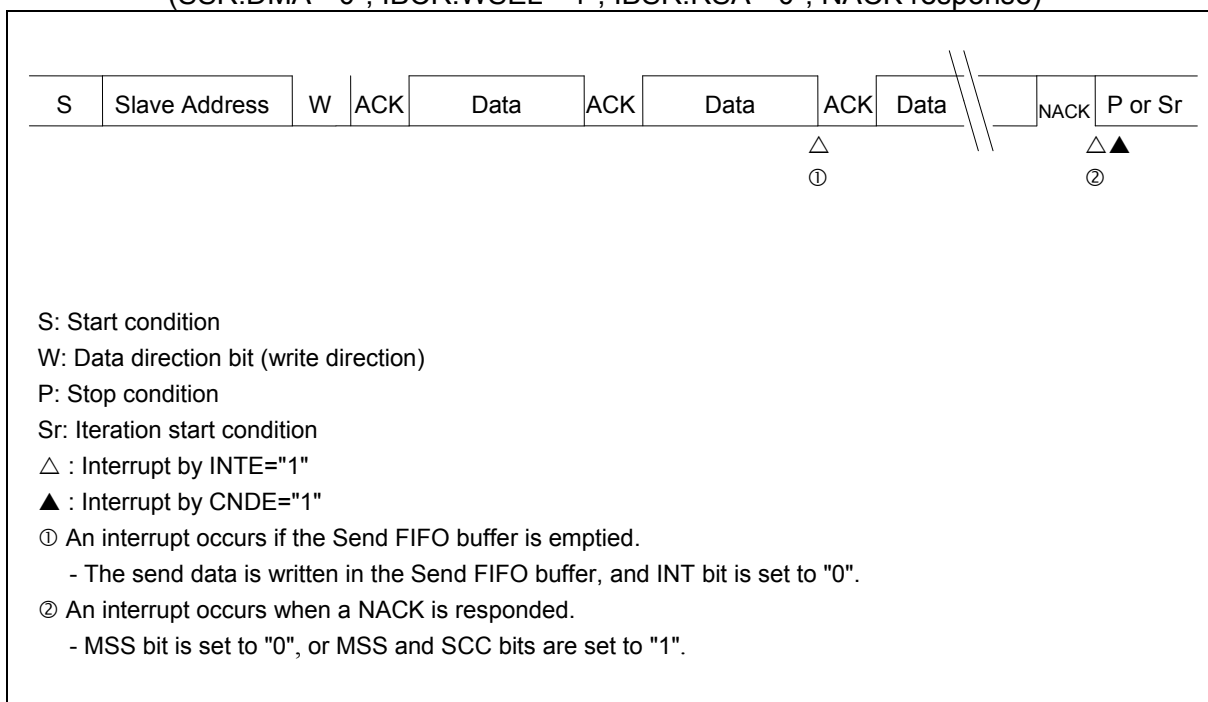 S Slave Address W ACK Data ACK Data ACK Data NACK P or Sr
△ △▲
① ②
S: Start condition
W: Data direction bit (write direction)
P: Stop condition
Sr: Iteration start condition
△ : Interrupt by INTE="1"
▲ : Interrupt by CNDE="1"
① An interrupt occurs if the Send FIFO buffer is emptied.
- The send data is written in the Send FIFO buffer, and INT bit is set to "0".
② An interrupt occurs when a NACK is responded.
- MSS bit is set to "0", or MSS and SCC bits are set to "1".